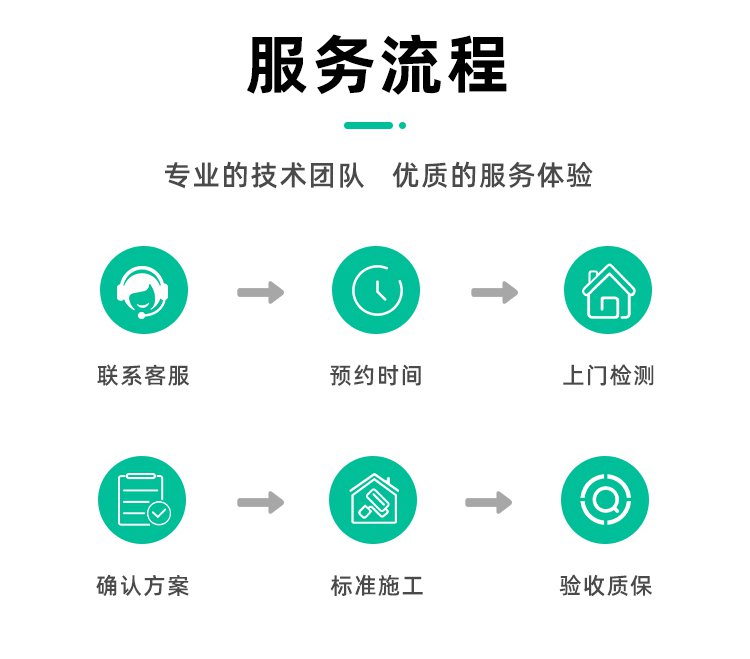 服务流程
专业的技术团队 优质的服务体验
联系客服
预约时间
上门检测
确认方案
标准施工
验收质保